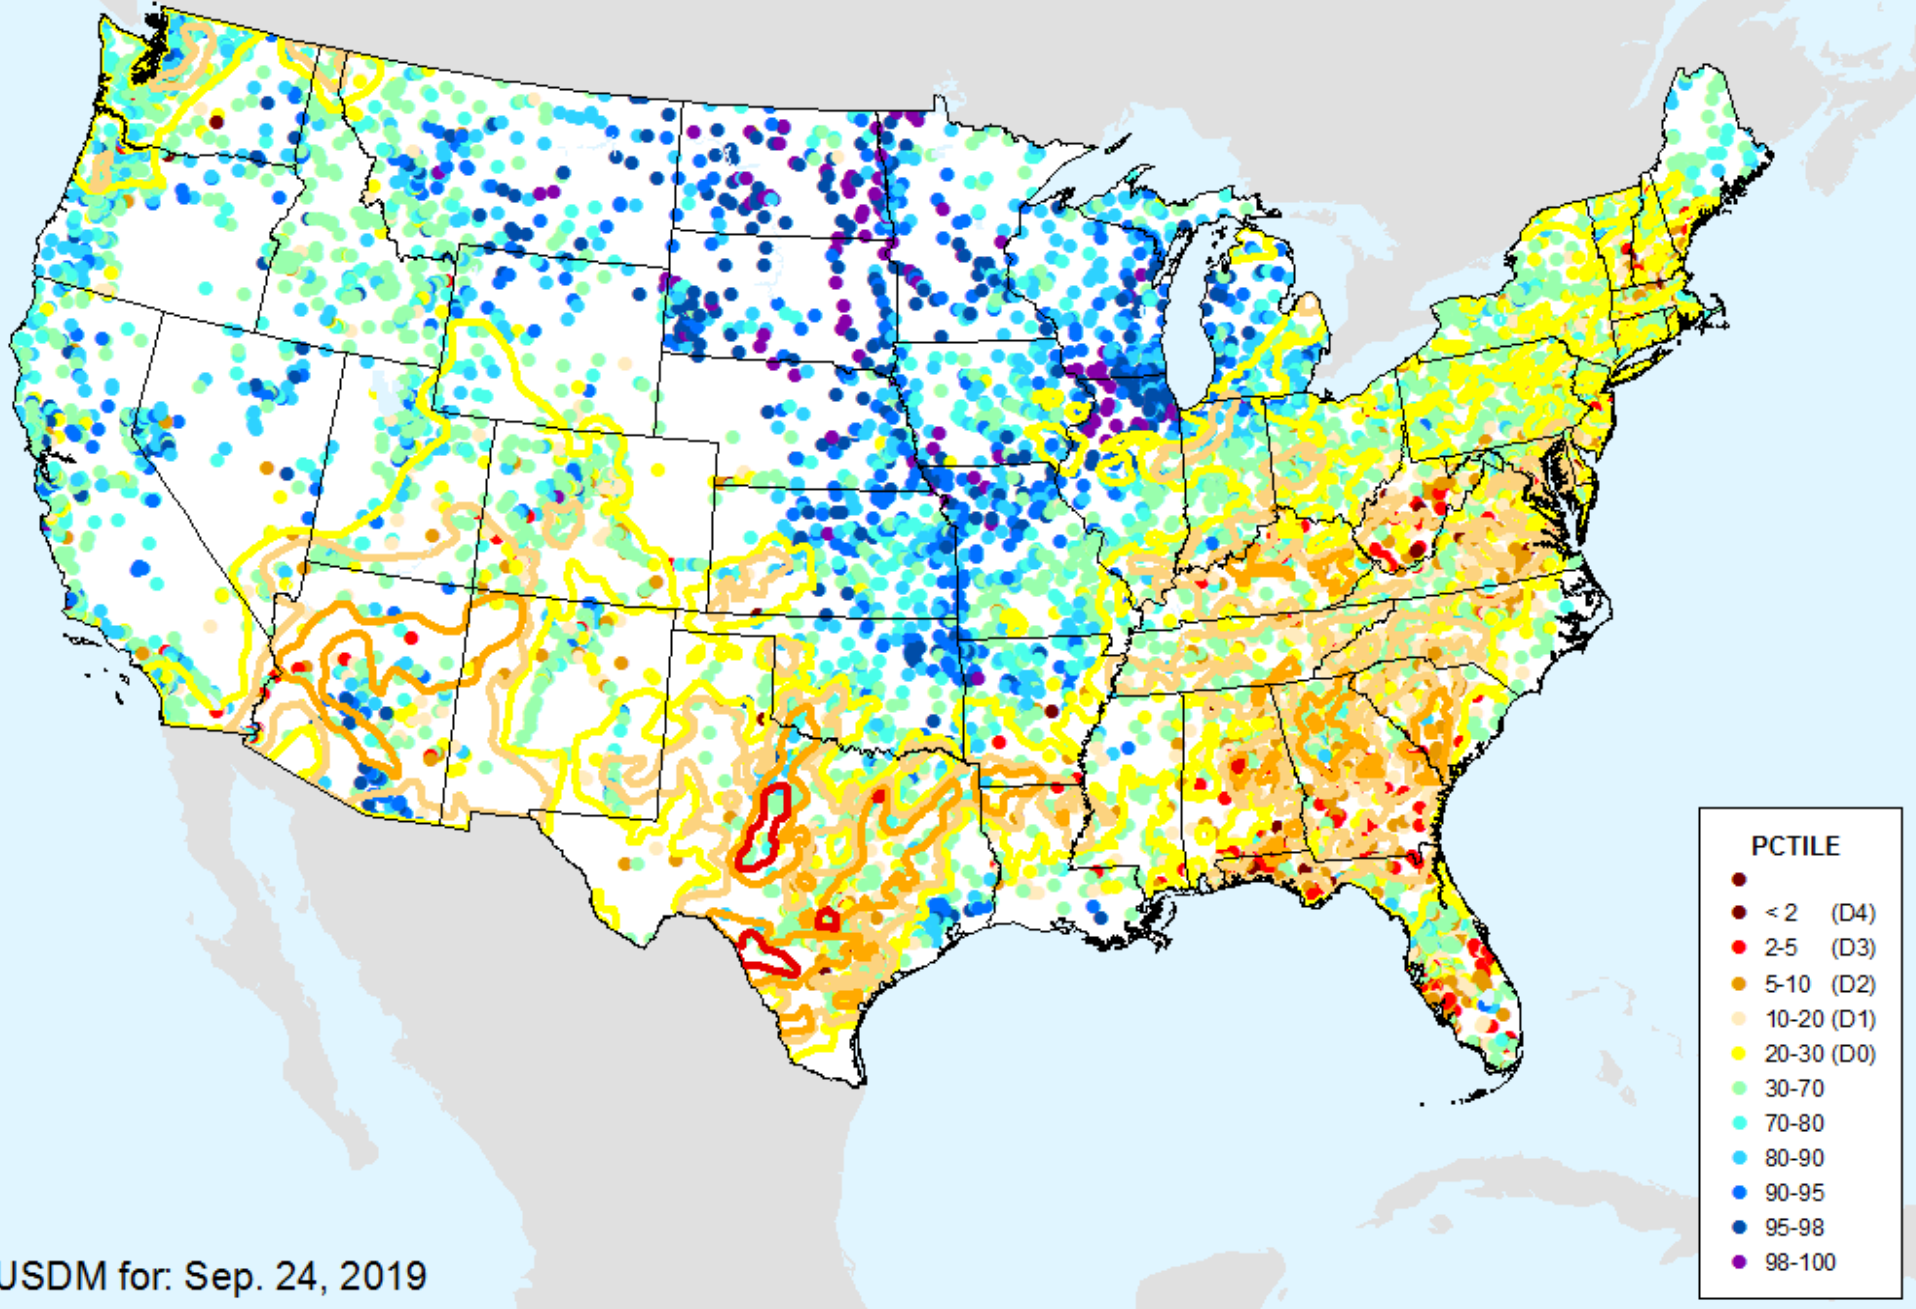 PCTILE
< 2 (D4)
2-5 (D3)
5-10 (D2)
10-20 (D1)
20-30 (D0)
30-70
70-80
80-90
90-95
95-98
98-100
USDM for: Sep. 24, 2019